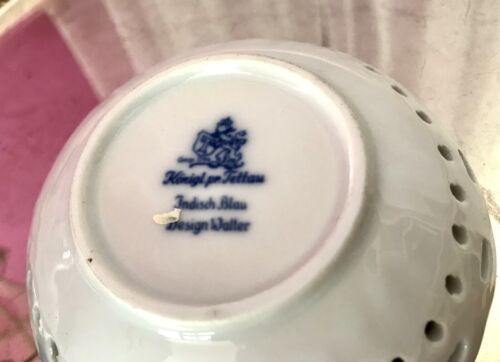 Königl. pr. Tettau
Indisch Blau
Design Walter